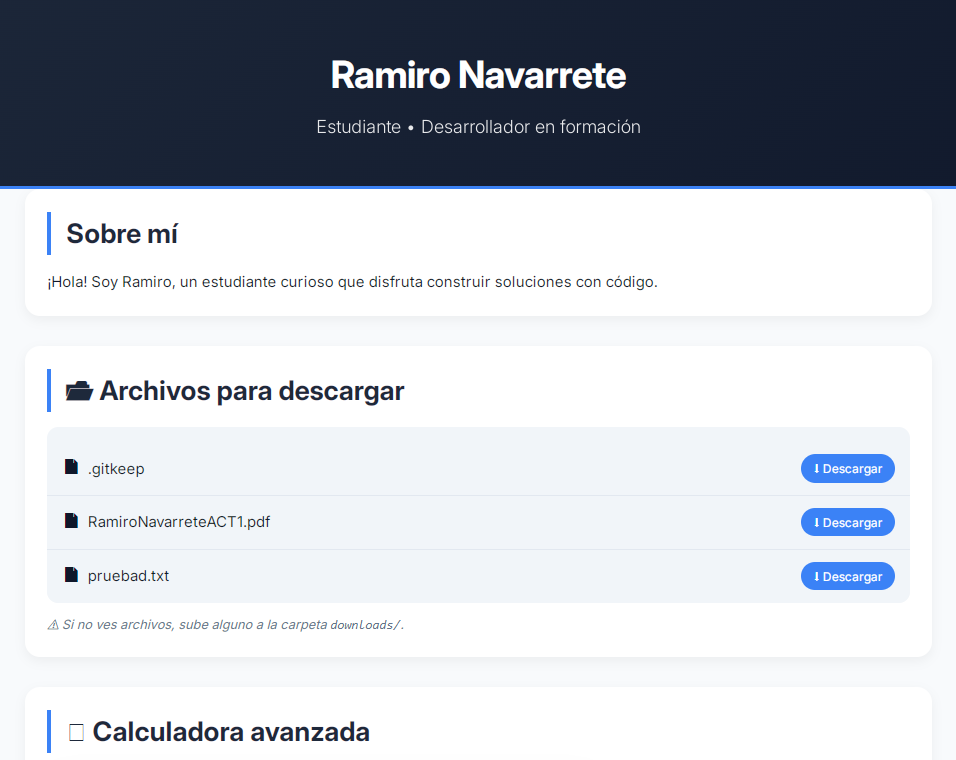 Ramiro Navarrete
Estudiante • Desarrollador en formación
Sobre mí
¡Hola! Soy Ramiro, un estudiante curioso que disfruta construir soluciones con código.
📂 Archivos para descargar
.gitkeep
⬇ Descargar
RamiroNavarreteACT1.pdf
⬇ Descargar
pruebad.txt
⬇ Descargar
⚠ Si no ves archivos, sube alguno a la carpeta downloads/.
Calculadora avanzada